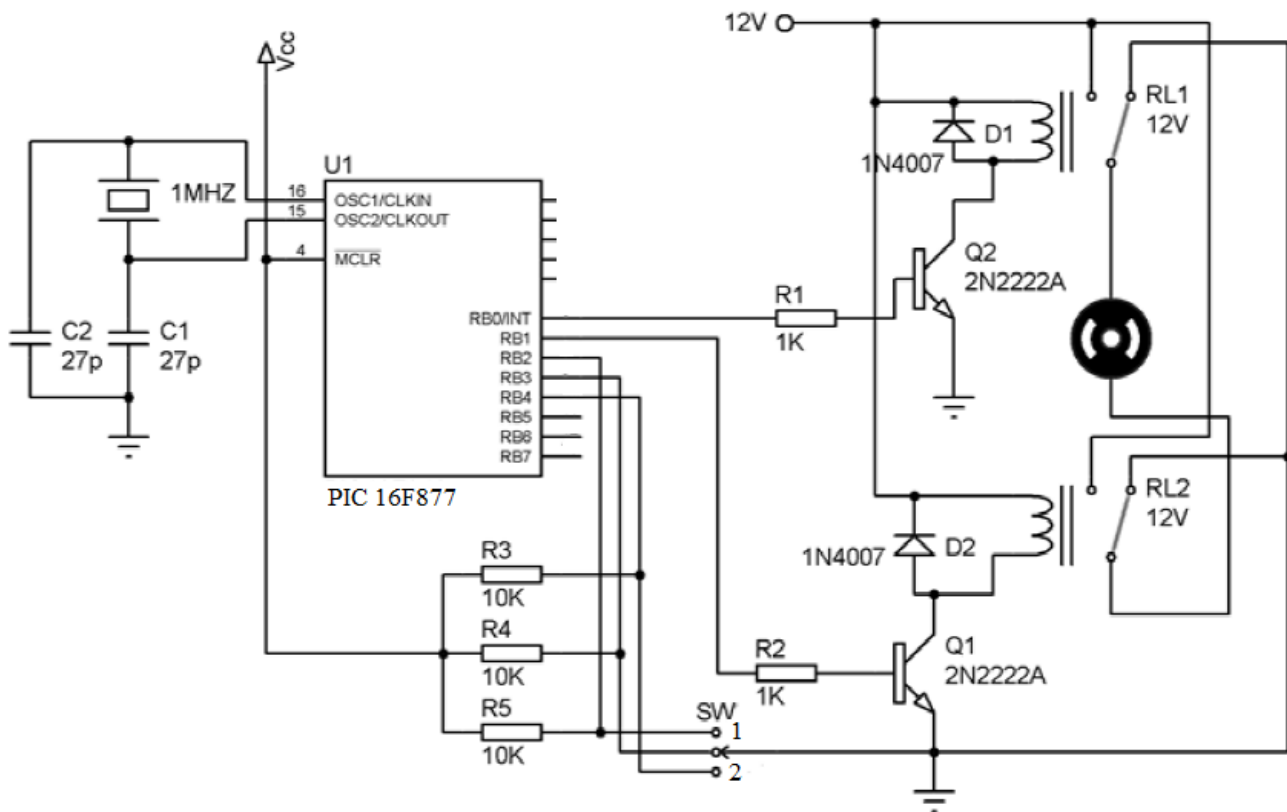 Vcc
12V
RL1
12V
D1
1N4007
1MHZ
U1
16
OSC1/CLKIN
15
OSC2/CLKOUT
4
MCLR
Q2
2N2222A
R1
1K
C2
27p
C1
27p
RB0/INT
RB1
RB2
RB3
RB4
RB5
RB6
RB7
PIC 16F877
RL2
12V
1N4007
D2
R3
10K
R4
10K
R5
10K
R2
1K
Q1
2N2222A
SW
1
2